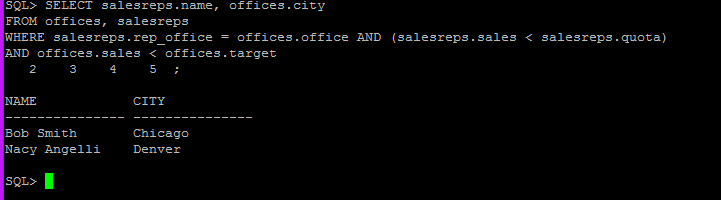 SQL> SELECT salesreps.name, offices.city
FROM offices, salesreps
WHERE salesreps.rep_office = offices.office AND (salesreps.sales < salesreps.quota)
AND offices.sales < offices.target
   2    3    4    5  ;

NAME            CITY
--------------- ---------------
Bob Smith       Chicago
Nacy Angelli    Denver

SQL>